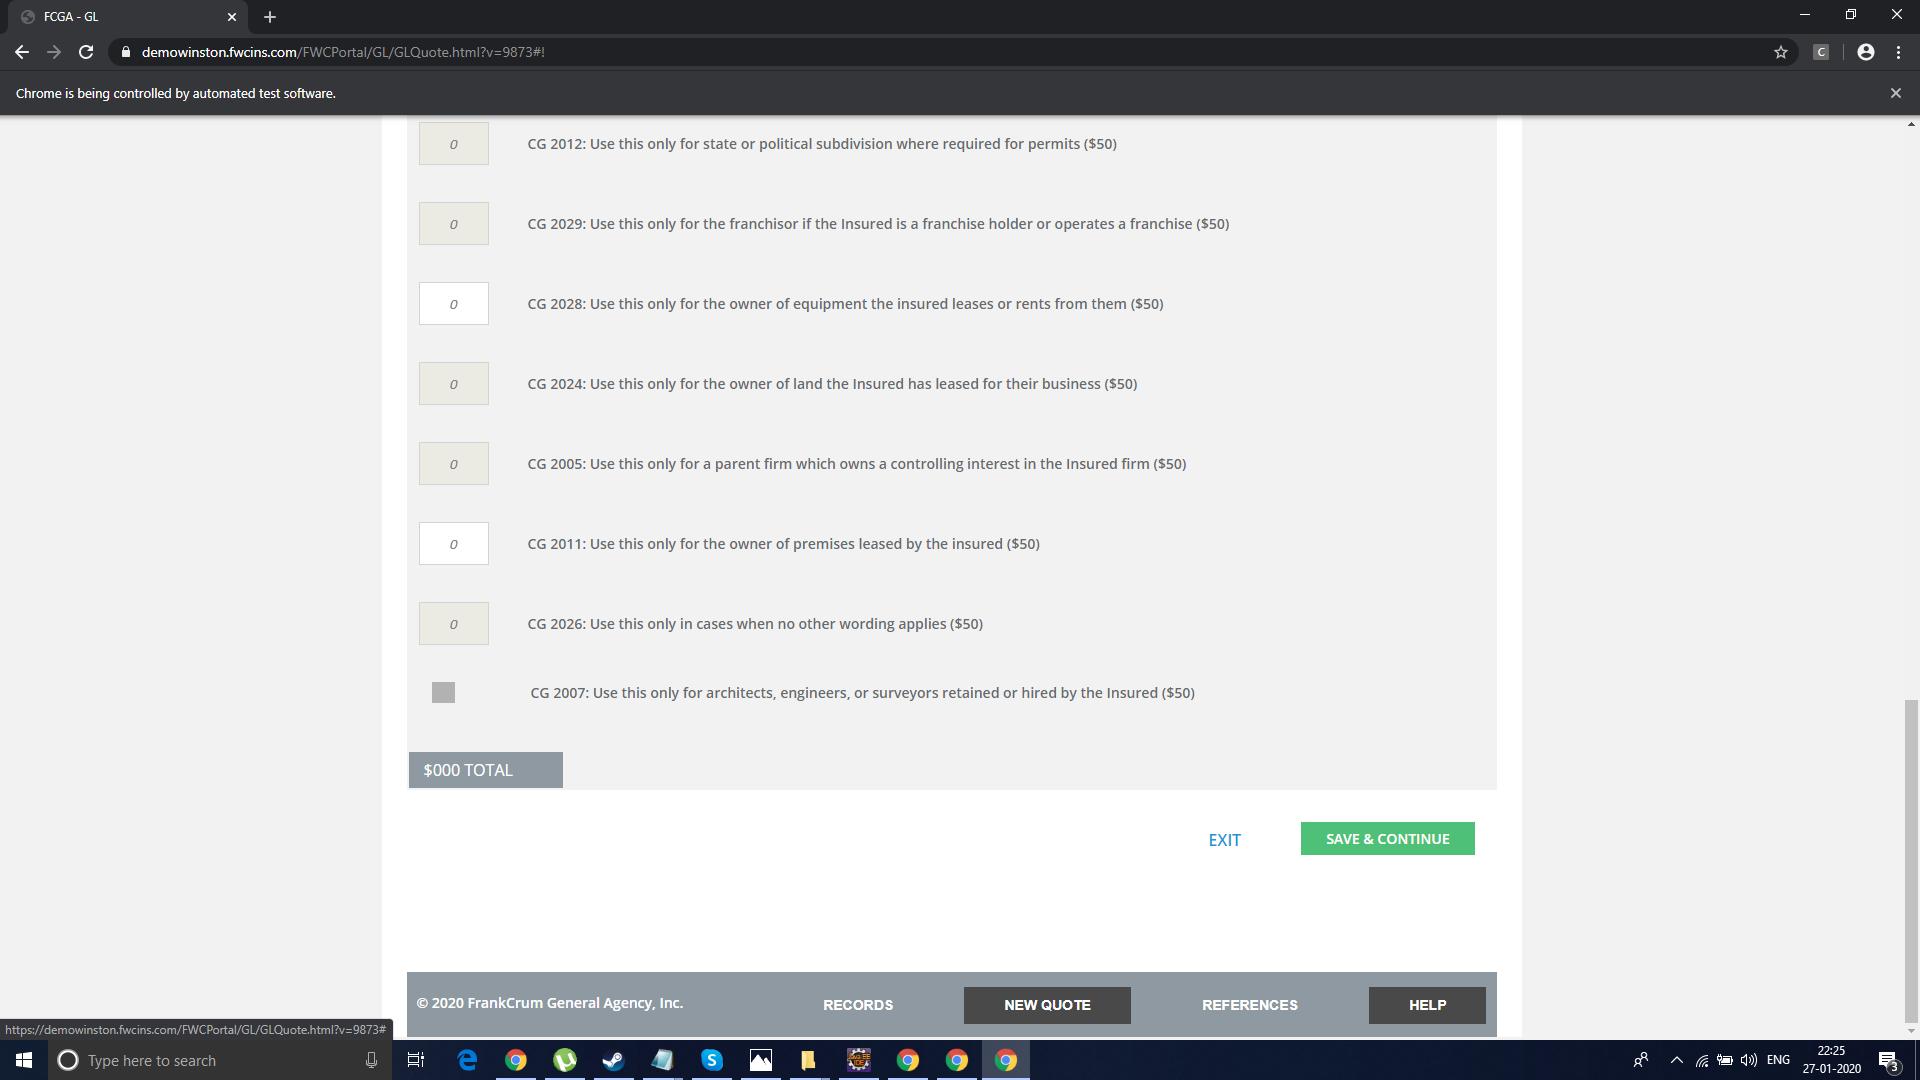 FCGA - GL
demowinston.fwcins.com/FWCPortal/GL/GLQuote.html?v=9873#!
C
Chrome is being controlled by automated test software.
0 CG 2012: Use this only for state or political subdivision where required for permits ($50)
0 CG 2029: Use this only for the franchisor if the Insured is a franchise holder or operates a franchise ($50)
0 CG 2028: Use this only for the owner of equipment the insured leases or rents from them ($50)
0 CG 2024: Use this only for the owner of land the Insured has leased for their business ($50)
0 CG 2005: Use this only for a parent firm which owns a controlling interest in the Insured firm ($50)
0 CG 2011: Use this only for the owner of premises leased by the insured ($50)
0 CG 2026: Use this only in cases when no other wording applies ($50)
CG 2007: Use this only for architects, engineers, or surveyors retained or hired by the Insured ($50)
$000 TOTAL
EXIT SAVE & CONTINUE
© 2020 FrankCrum General Agency, Inc. RECORDS NEW QUOTE REFERENCES HELP
https://demowinston.fwcins.com/FWCPortal/GL/GLQuote.html?v=9873#
Type here to search
ENG
22:25
27-01-2020
3